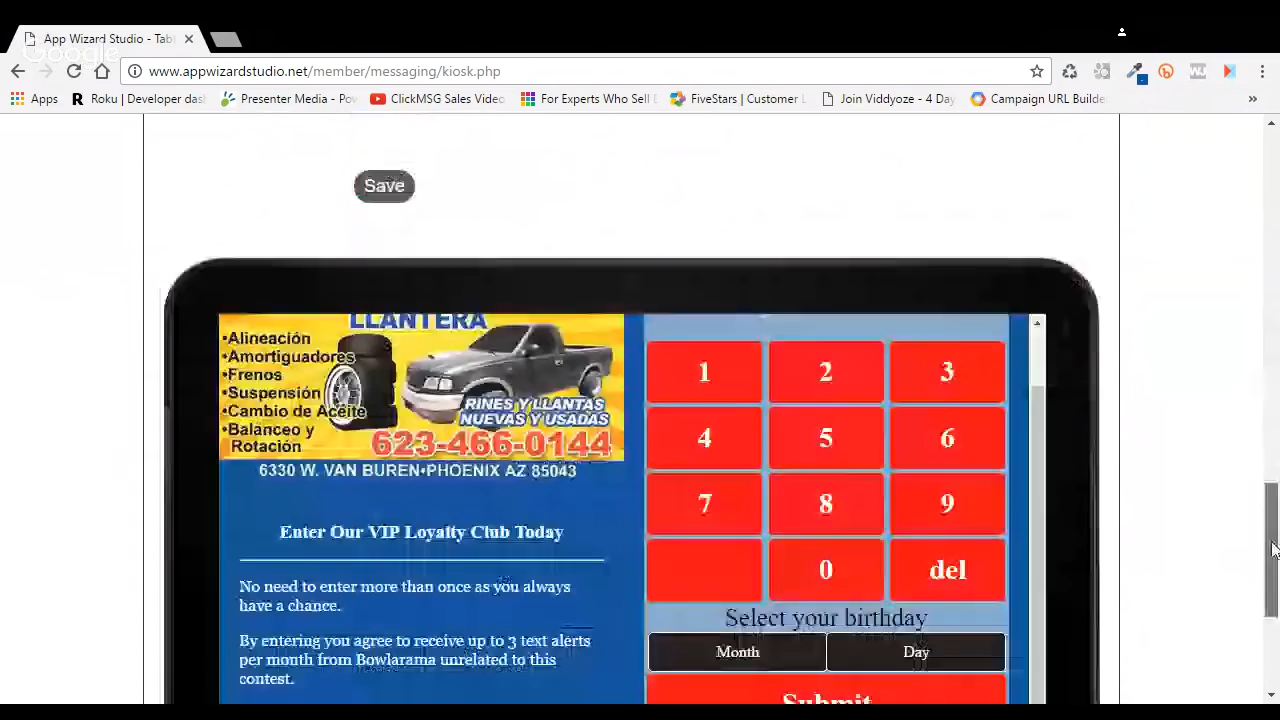 App Wizard Studio - Tabl
Google
www.appwizardstudio.net/member/messaging/kiosk.php
Apps
Roku | Developer das
Presenter Media - Pov
ClickMSG Sales Video
For Experts Who Sell
FiveStars | Customer L
Join Viddyoze - 4 Day
Campaign URL Builde
»
Save
LLANTERA
•Alineación
•Amortiguadores
•Frenos
•Suspensión
•Cambio de Aceite
•Balanceo y
Rotación
RINES Y LLANTAS
NUEVAS Y USADAS
623-466-0144
6330 W. VAN BUREN•PHOENIX AZ 85043
Enter Our VIP Loyalty Club Today
No need to enter more than once as you always
have a chance.
By entering you agree to receive up to 3 text alerts
per month from Bowlarama unrelated to this
contest.
1 2 3
4 5 6
7 8 9
0 del
Select your birthday
Month Day
Submit